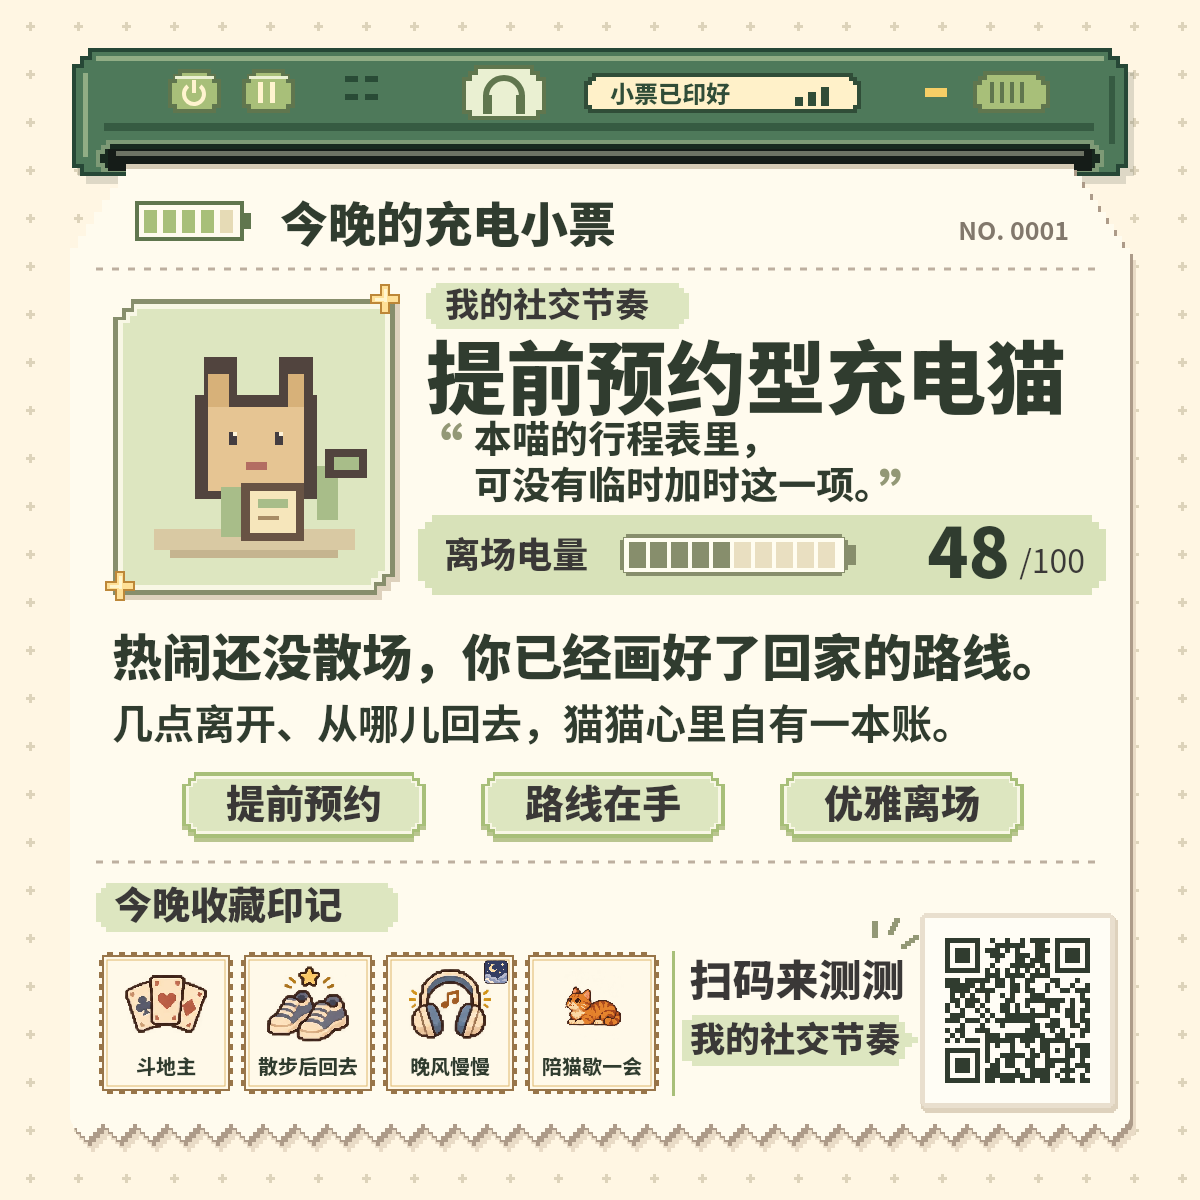 小票已印好
今晚的充电小票
NO. 0001
我的社交节奏
提前预约型充电猫
“本喵的行程表里，
可没有临时加时这一项。”
离场电量
48 /100
热闹还没散场，你已经画好了回家的路线。
几点离开、从哪儿回去，猫猫心里自有一本账。
提前预约
路线在手
优雅离场
今晚收藏印记
斗地主
散步后回去
晚风慢慢
陪猫歇一会
扫码来测测
我的社交节奏